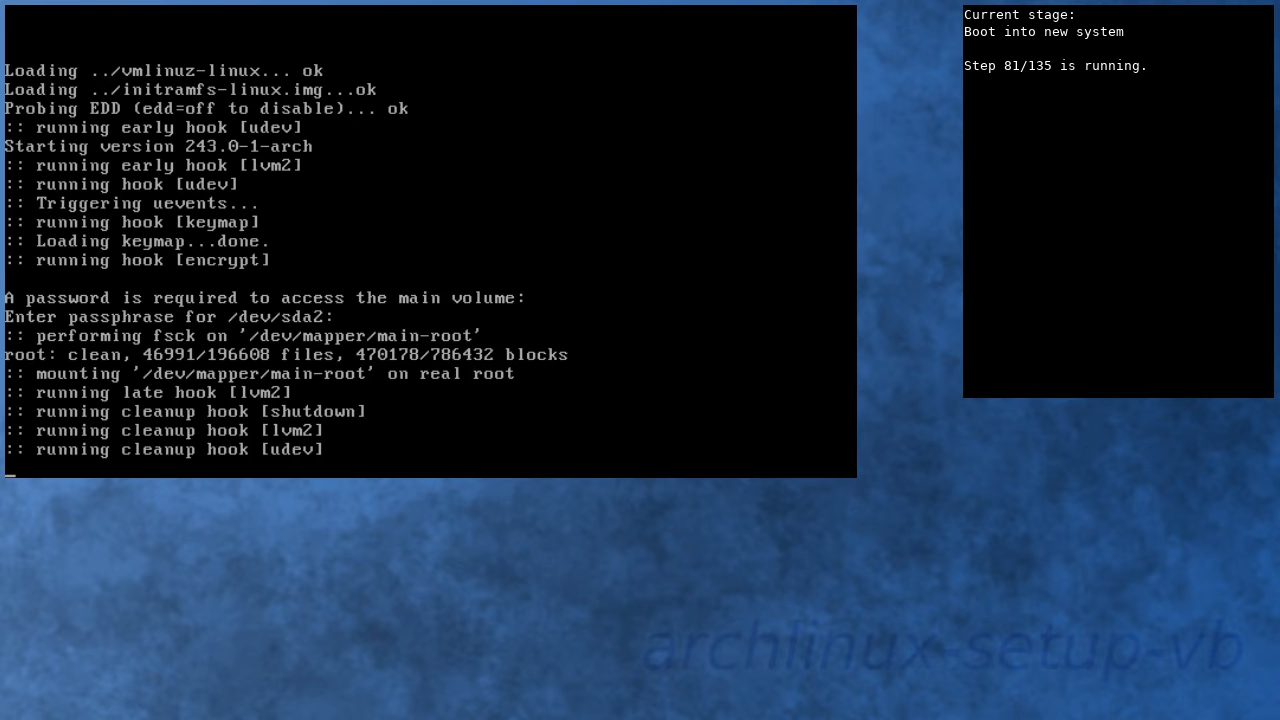 Loading ../vmlinuz-linux... ok
Loading ../initramfs-linux.img...ok
Probing EDD (edd=off to disable)... ok
:: running early hook [udev]
Starting version 243.0-1-arch
:: running early hook [lvm2]
:: running hook [udev]
:: Triggering uevents...
:: running hook [keymap]
:: Loading keymap...done.
:: running hook [encrypt]
A password is required to access the main volume:
Enter passphrase for /dev/sda2:
:: performing fsck on '/dev/mapper/main-root'
root: clean, 46991/196608 files, 470178/786432 blocks
:: mounting '/dev/mapper/main-root' on real root
:: running late hook [lvm2]
:: running cleanup hook [shutdown]
:: running cleanup hook [lvm2]
:: running cleanup hook [udev]
_
Current stage:
Boot into new system
Step 81/135 is running.
archlinux-setup-vb